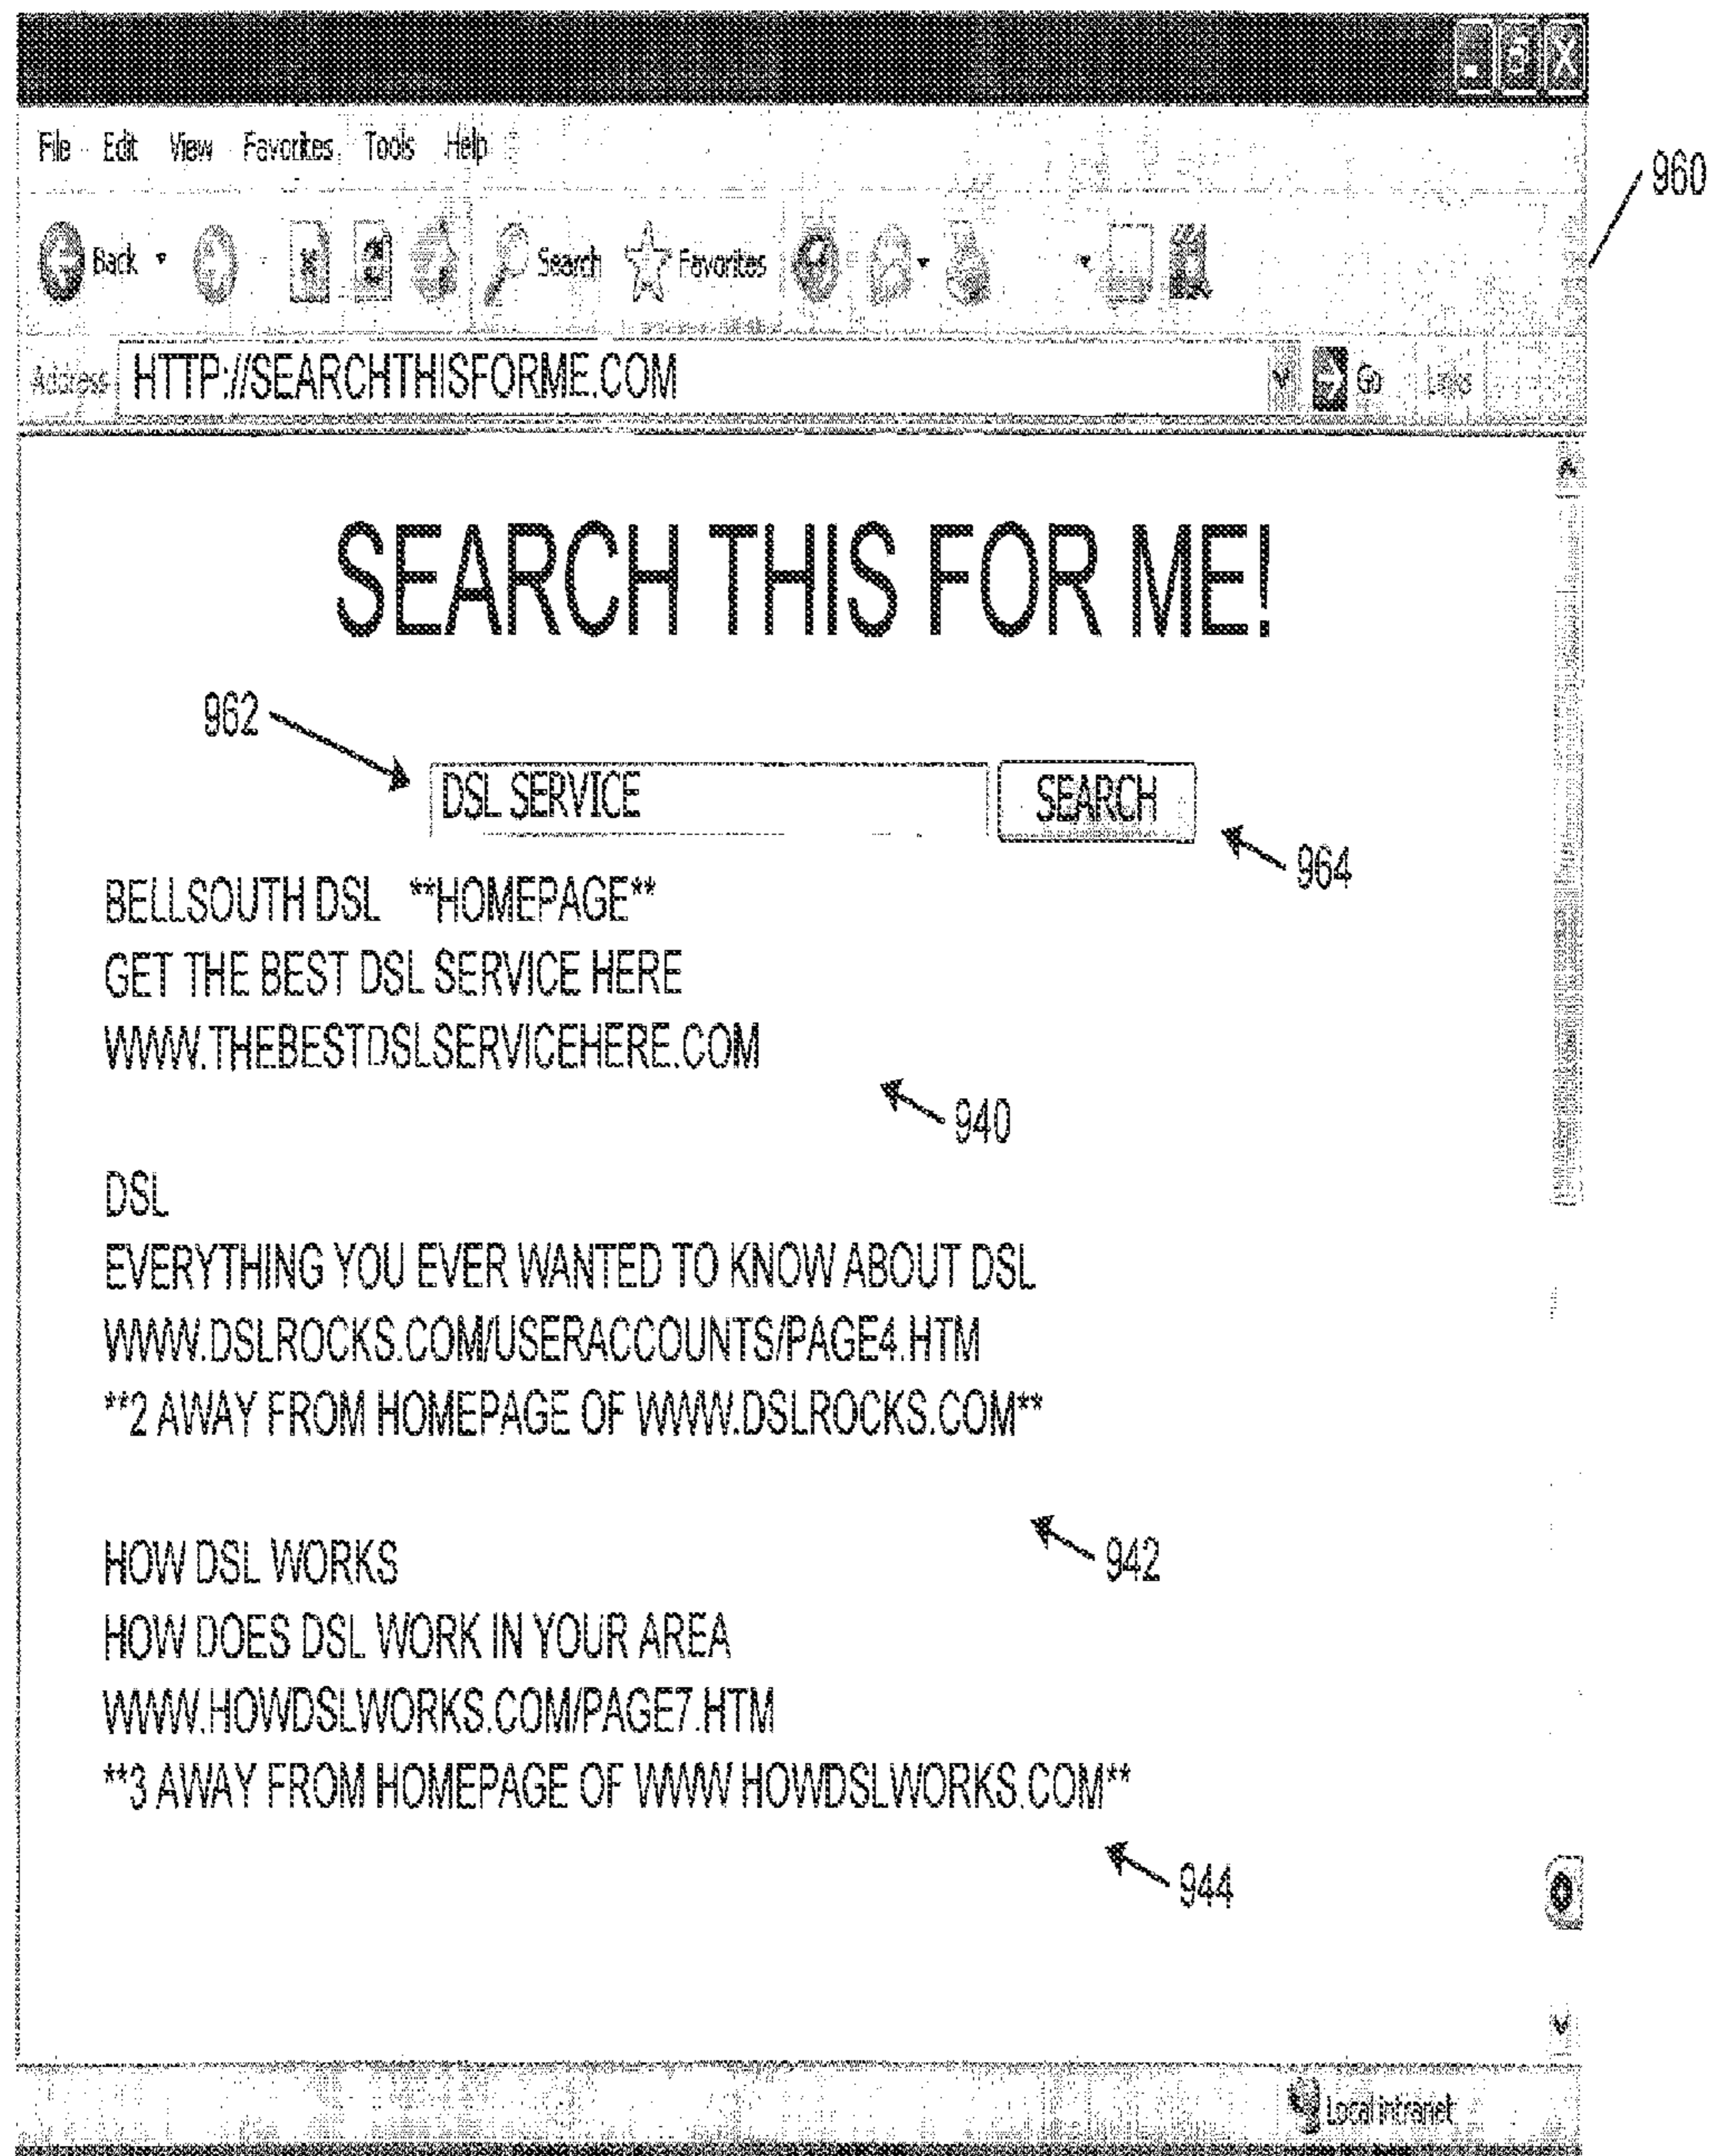 File Edit View Favorites Tools Help
960
Back Search Favorites
Address HTTP://SEARCHTHISFORME.COM Go Links
SEARCH THIS FOR ME!
962
DSL SERVICE SEARCH
964
BELLSOUTH DSL **HOMEPAGE**
GET THE BEST DSL SERVICE HERE
WWW.THEBESTDSLSERVICEHERE.COM
940
DSL
EVERYTHING YOU EVER WANTED TO KNOW ABOUT DSL
WWW.DSLROCKS.COM/USERACCOUNTS/PAGE4.HTM
**2 AWAY FROM HOMEPAGE OF WWW.DSLROCKS.COM**
942
HOW DSL WORKS
HOW DOES DSL WORK IN YOUR AREA
WWW.HOWDSLWORKS.COM/PAGE7.HTM
**3 AWAY FROM HOMEPAGE OF WWW HOWDSLWORKS.COM**
944
Local intranet